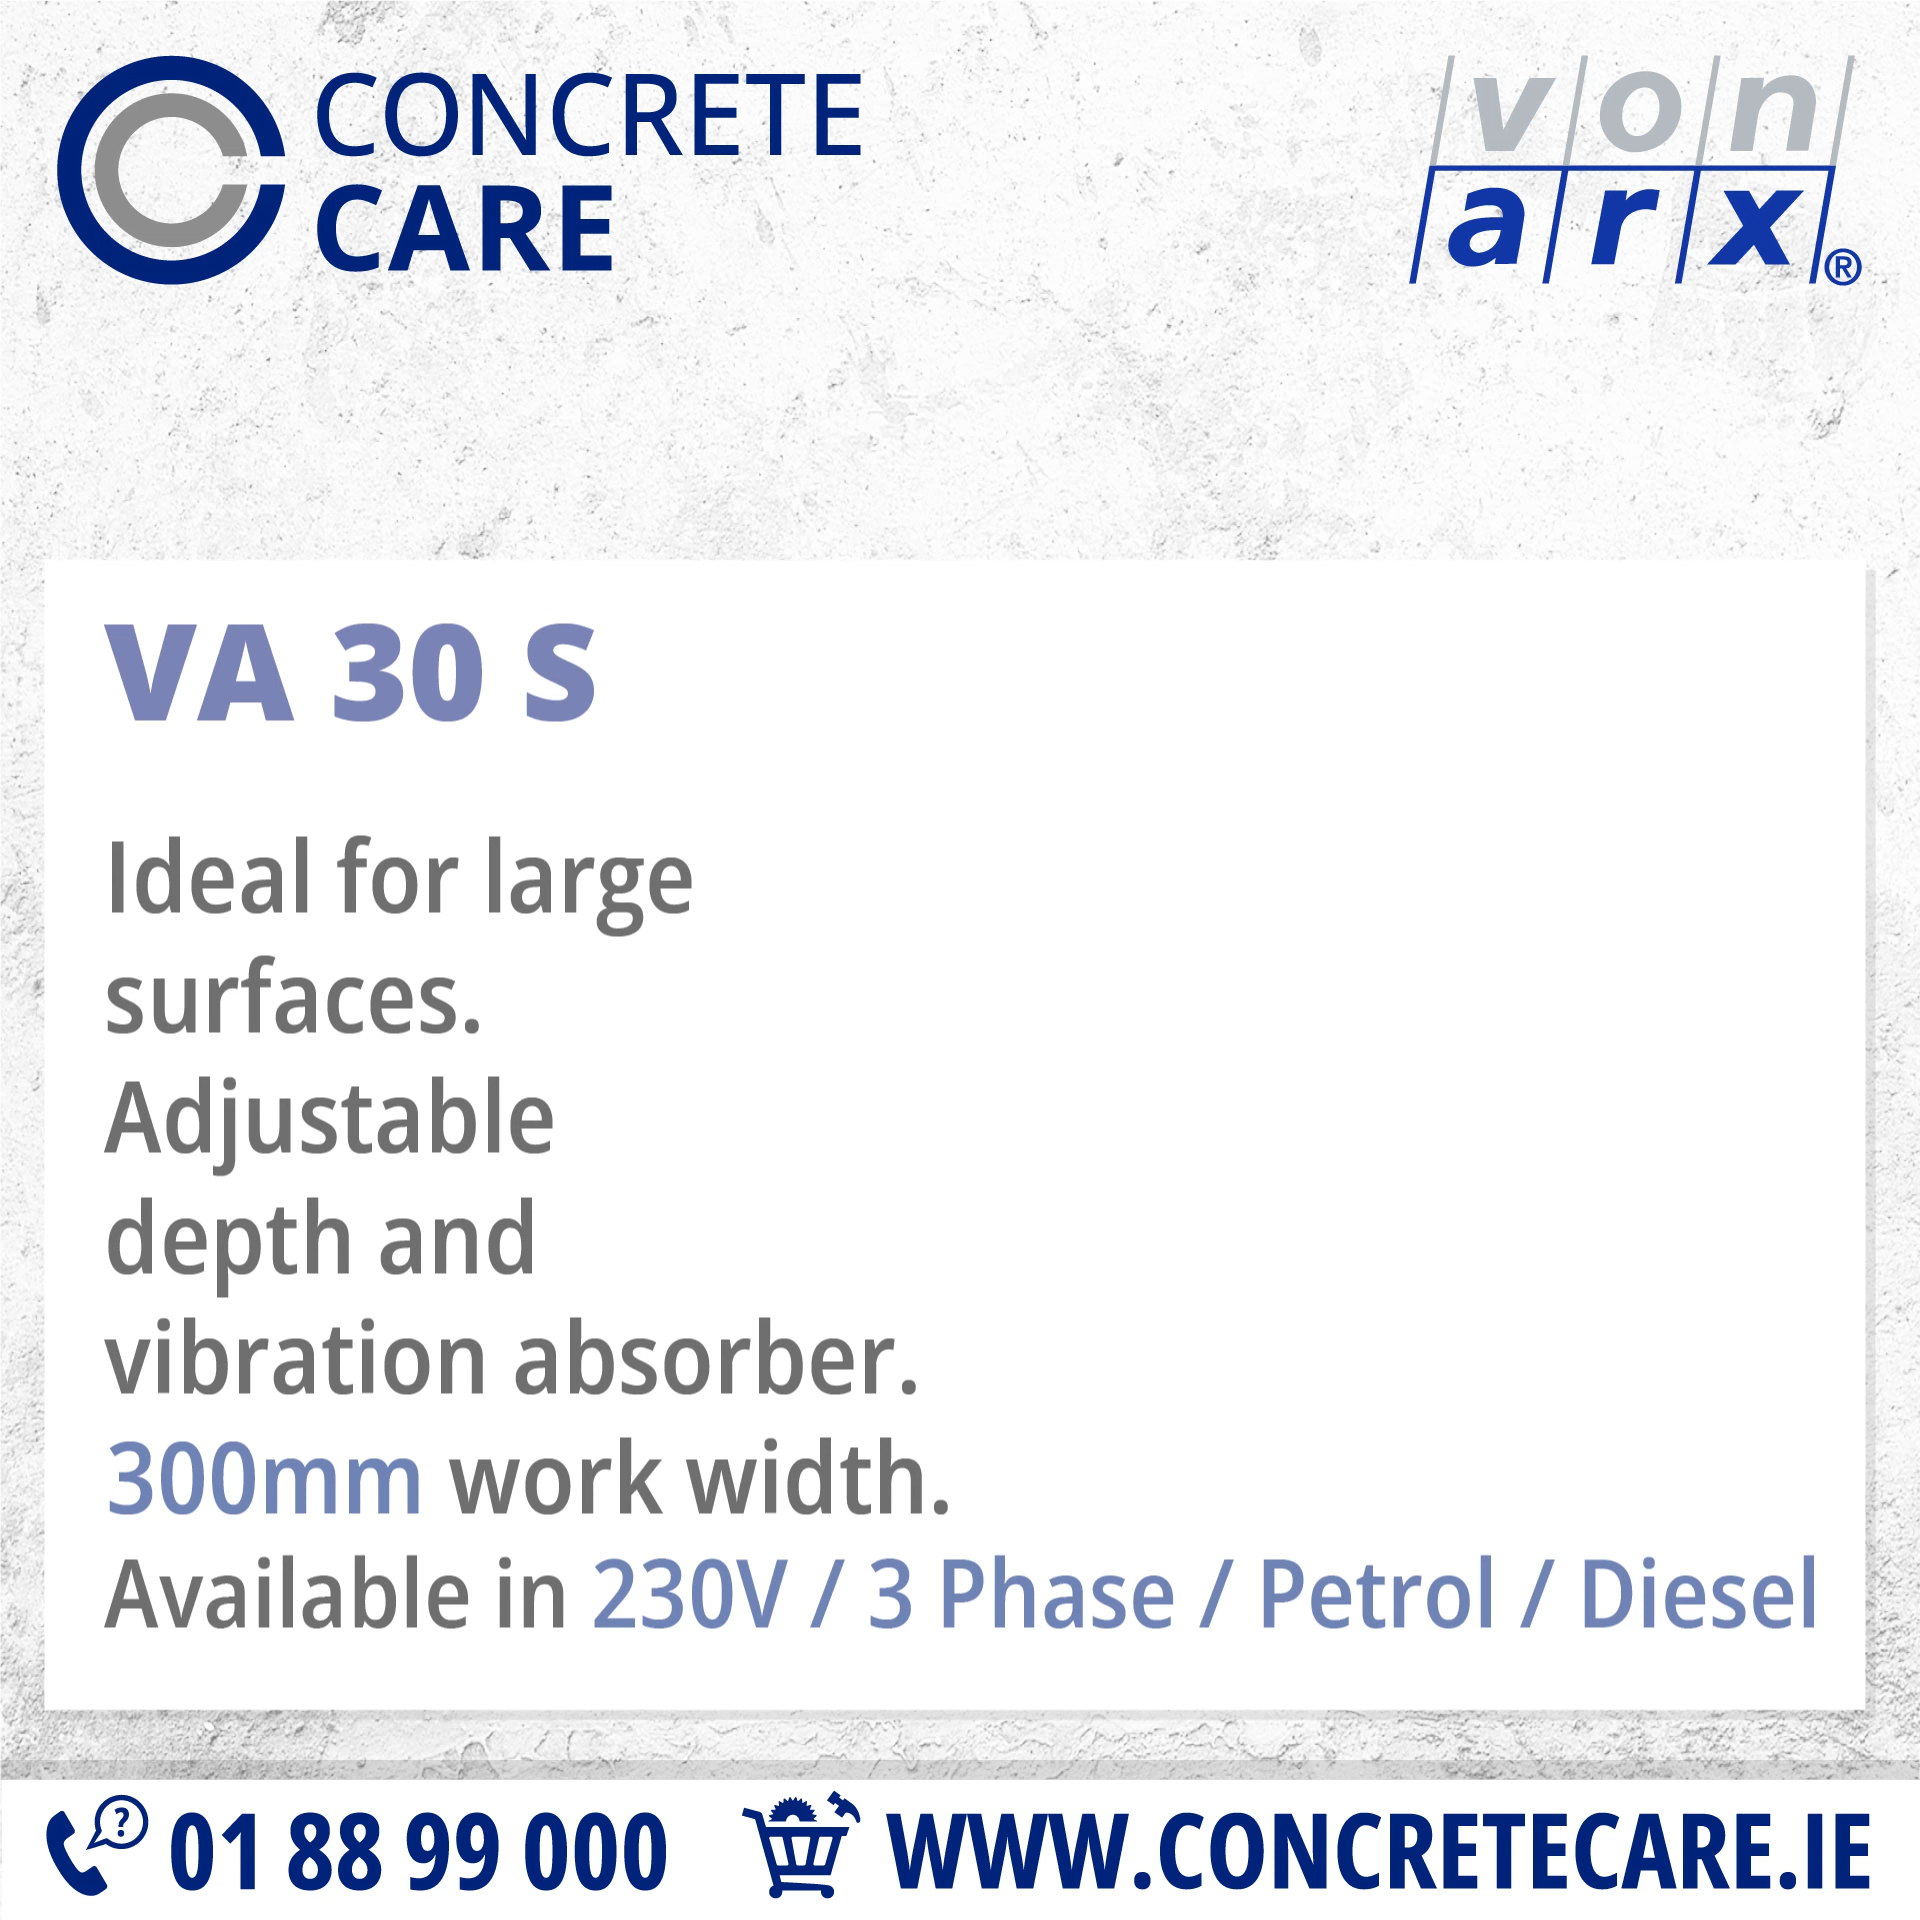 CONCRETE
CARE
von
arx®
VA 30 S
Ideal for large
surfaces.
Adjustable
depth and
vibration absorber.
300mm work width.
Available in 230V / 3 Phase / Petrol / Diesel
? 01 88 99 000 WWW.CONCRETECARE.IE